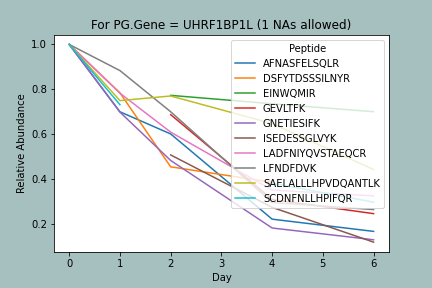 For PG.Gene = UHRF1BP1L (1 NAs allowed)
Relative Abundance
1.0
0.8
0.6
0.4
0.2
Peptide
AFNASFELSQLR
DSFYTDSSSILNYR
EINWQMIR
GEVLTFK
GNETIESIFK
ISEDESSGLVYK
LADFNIYQVSTAEQCR
LFNDFDVK
SAELALLHIPVDQANTLK
SCDNFNLLHPIFQR
0
1
2
3
4
5
6
Day